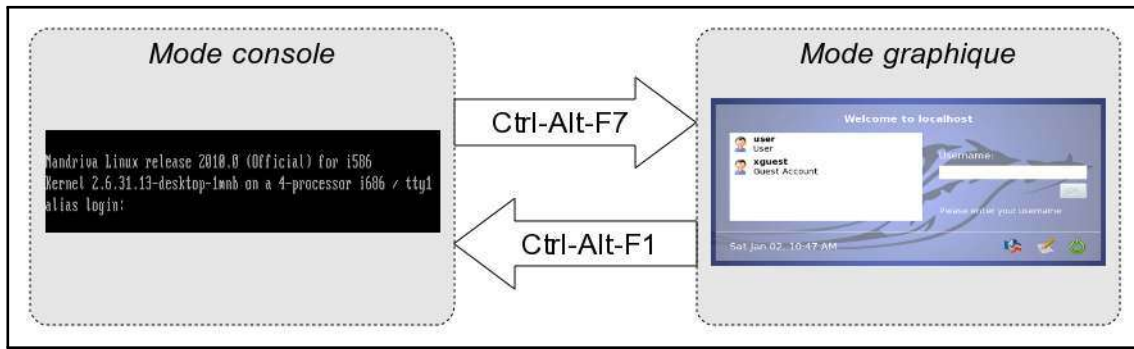 Mode console
Mandriva Linux release 2010.0 (Official) for i586
Kernel 2.6.31.13-desktop-1mnb on a 4-processor i686 / tty1
alias login:
Ctrl-Alt-F7
Ctrl-Alt-F1
Mode graphique
Welcome to localhost
user
User
xguest
Guest Account
Username:
Please enter your username
Sat Jan 02, 10:47 AM